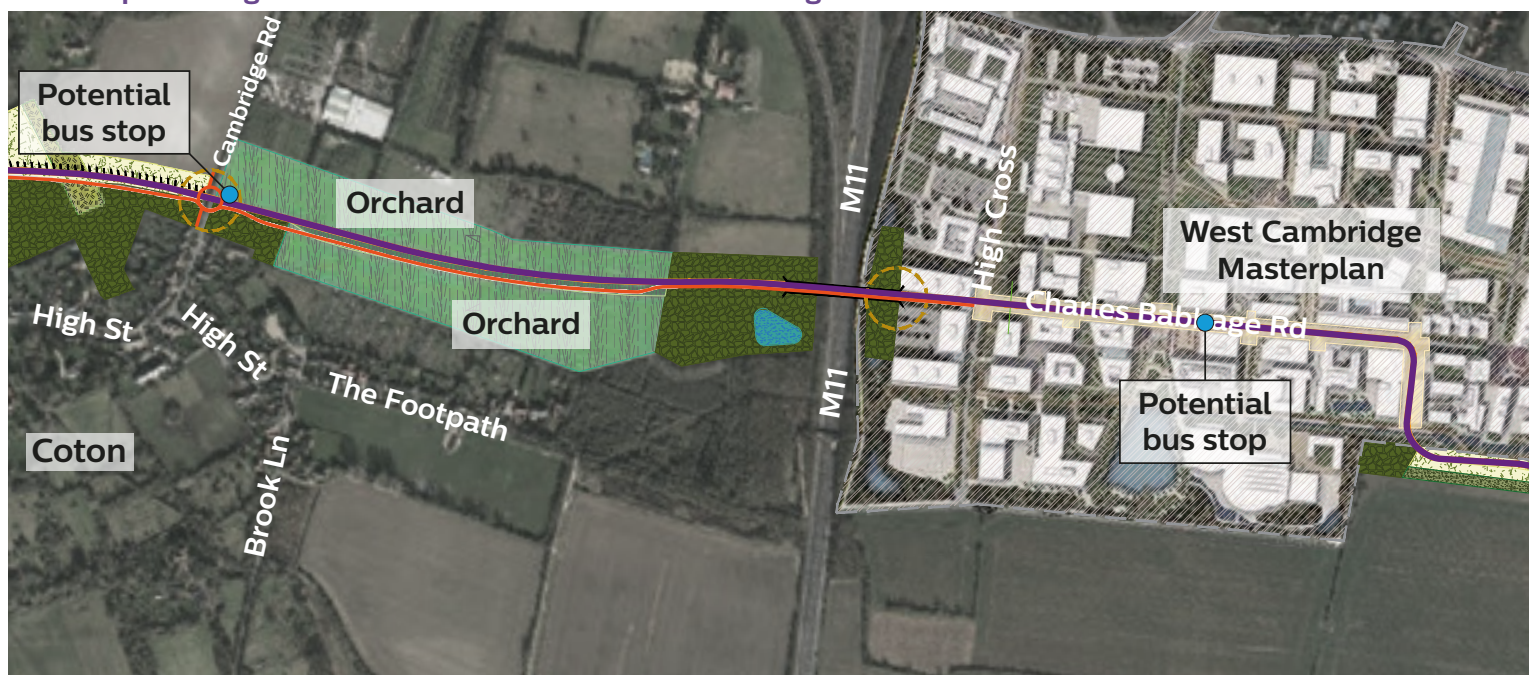 Potential
bus stop
Cambridge Rd
Orchard
Orchard
M11
M11
High Cross
West Cambridge
Masterplan
Charles Babbage Rd
Potential
bus stop
High St
High St
The Footpath
Coton
Brook Ln